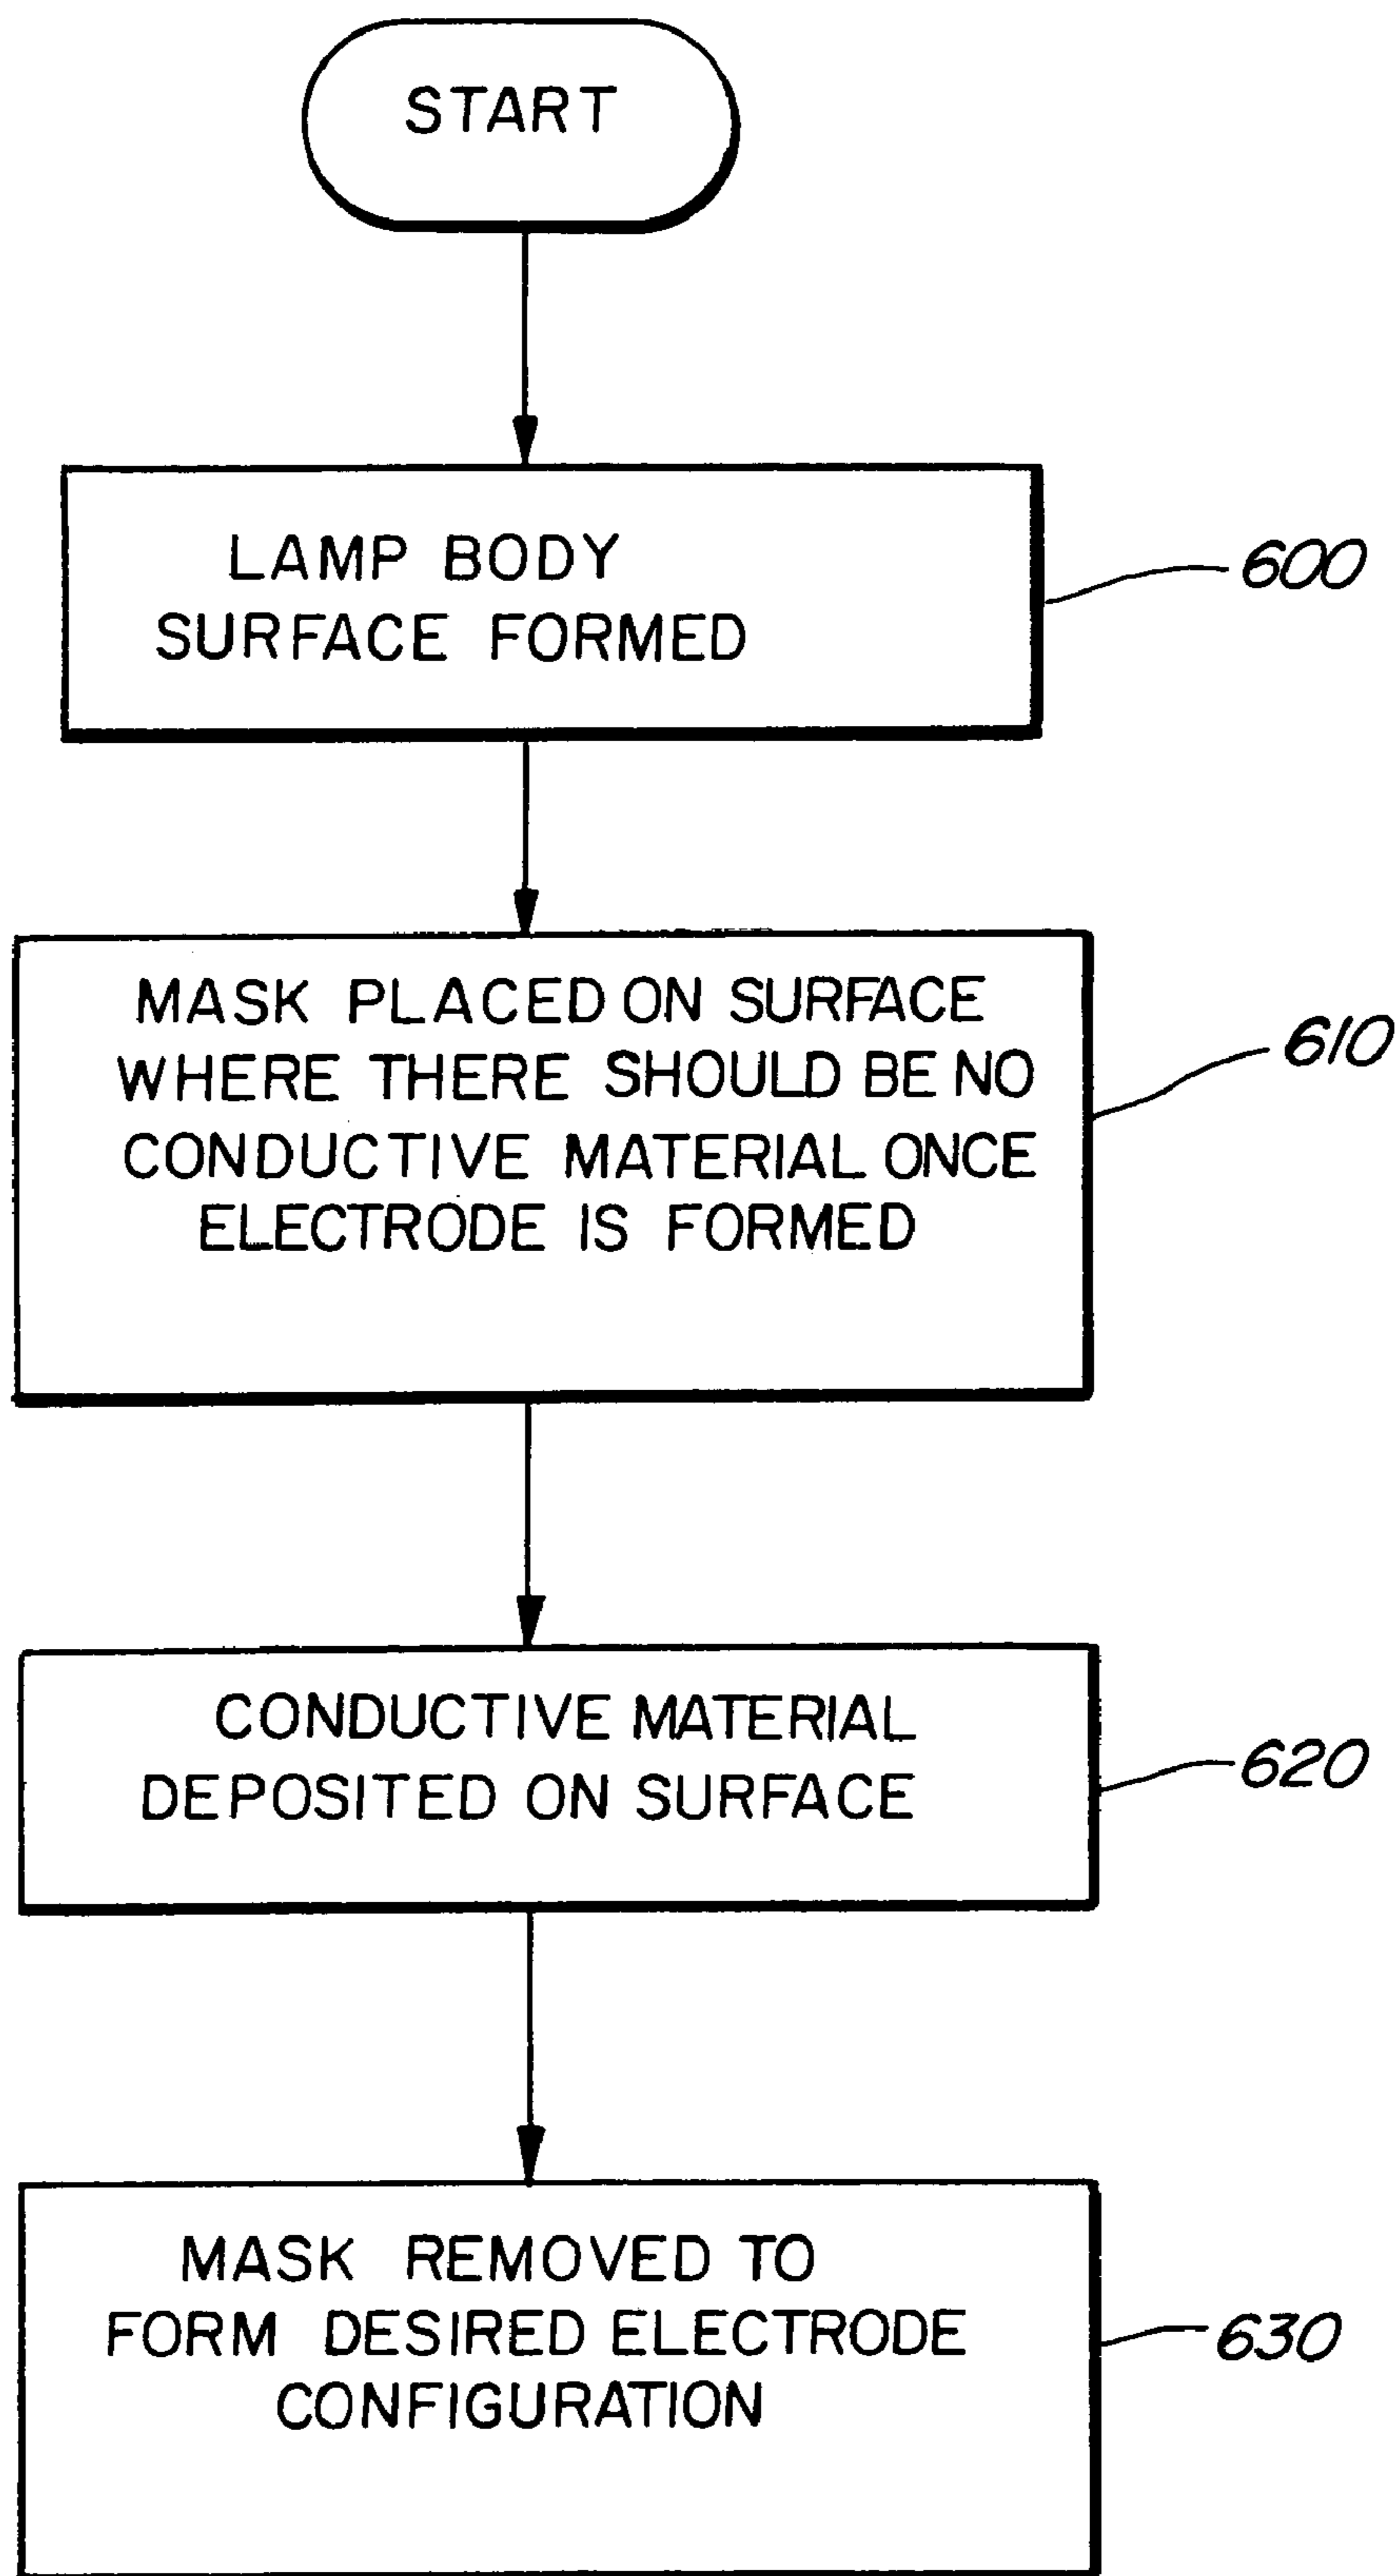 START
LAMP BODY
SURFACE FORMED
600
MASK PLACED ON SURFACE
WHERE THERE SHOULD BE NO
CONDUCTIVE MATERIAL ONCE
ELECTRODE IS FORMED
610
CONDUCTIVE MATERIAL
DEPOSITED ON SURFACE
620
MASK REMOVED TO
FORM DESIRED ELECTRODE
CONFIGURATION
630